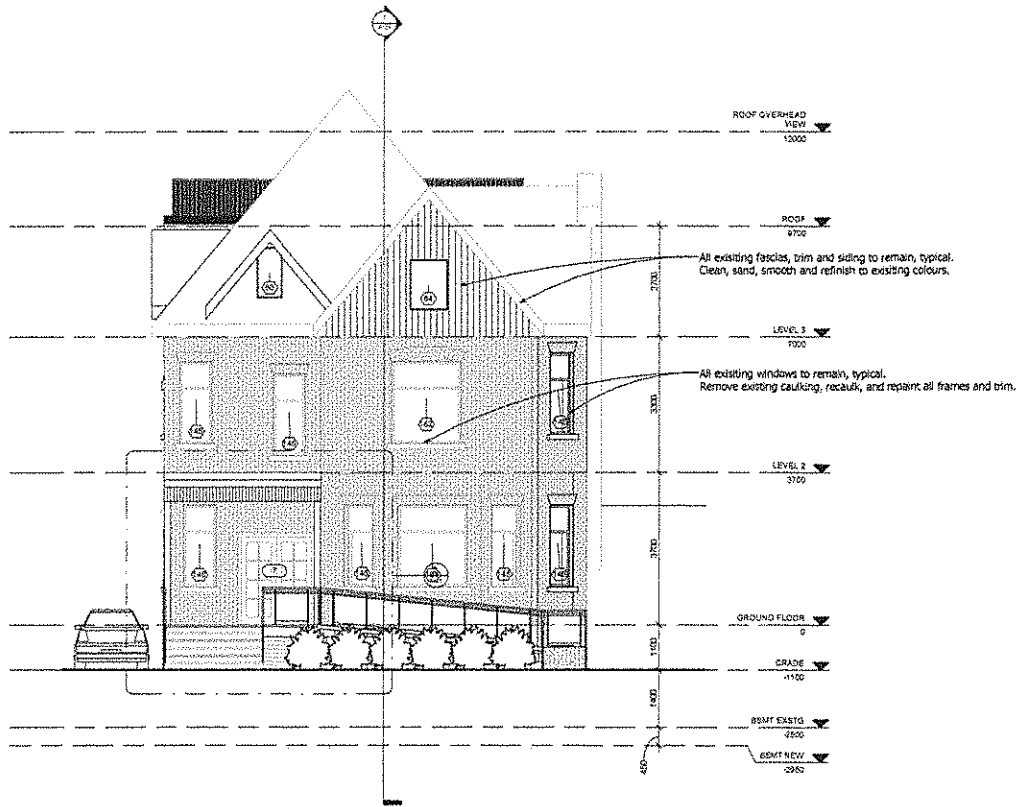 1
ROOF OVERHEAD
VIEW
12000
ROOF
9700
All exisiting fascias, trim and siding to remain, typical.
Clean, sand, smooth and refinish to exisiting colours.
2700
LEVEL 3
7000
All exisiting windows to remain, typical.
Remove existing caulking, recaulk, and repaint all frames and trim.
3300
LEVEL 2
3700
3700
GROUND FLOOR
0
1100
GRADE
-1100
1400
BSMT EXSTG
-2500
BSMT NEW
-2950
450